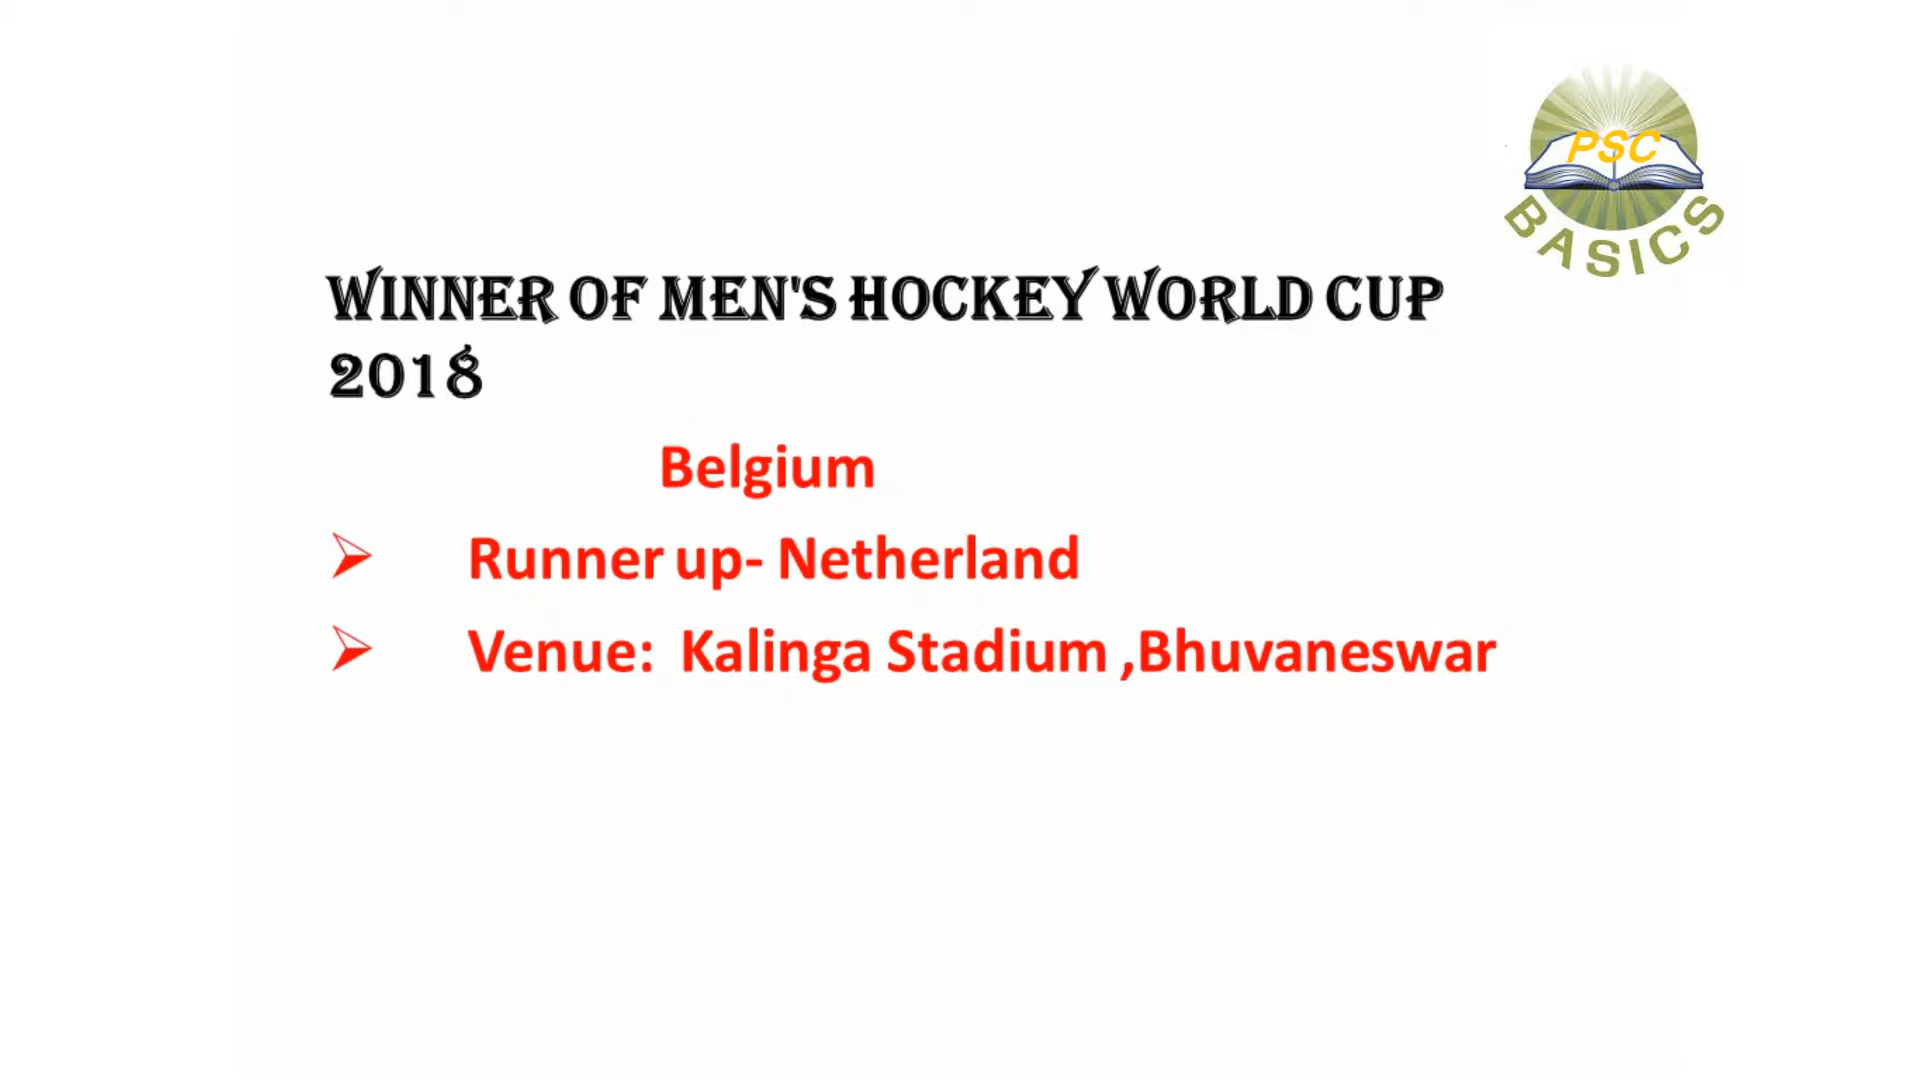 PSC
BASICS
WINNER OF MEN'S HOCKEY WORLD CUP
2018
Belgium
Runner up- Netherland
Venue: Kalinga Stadium ,Bhuvaneswar